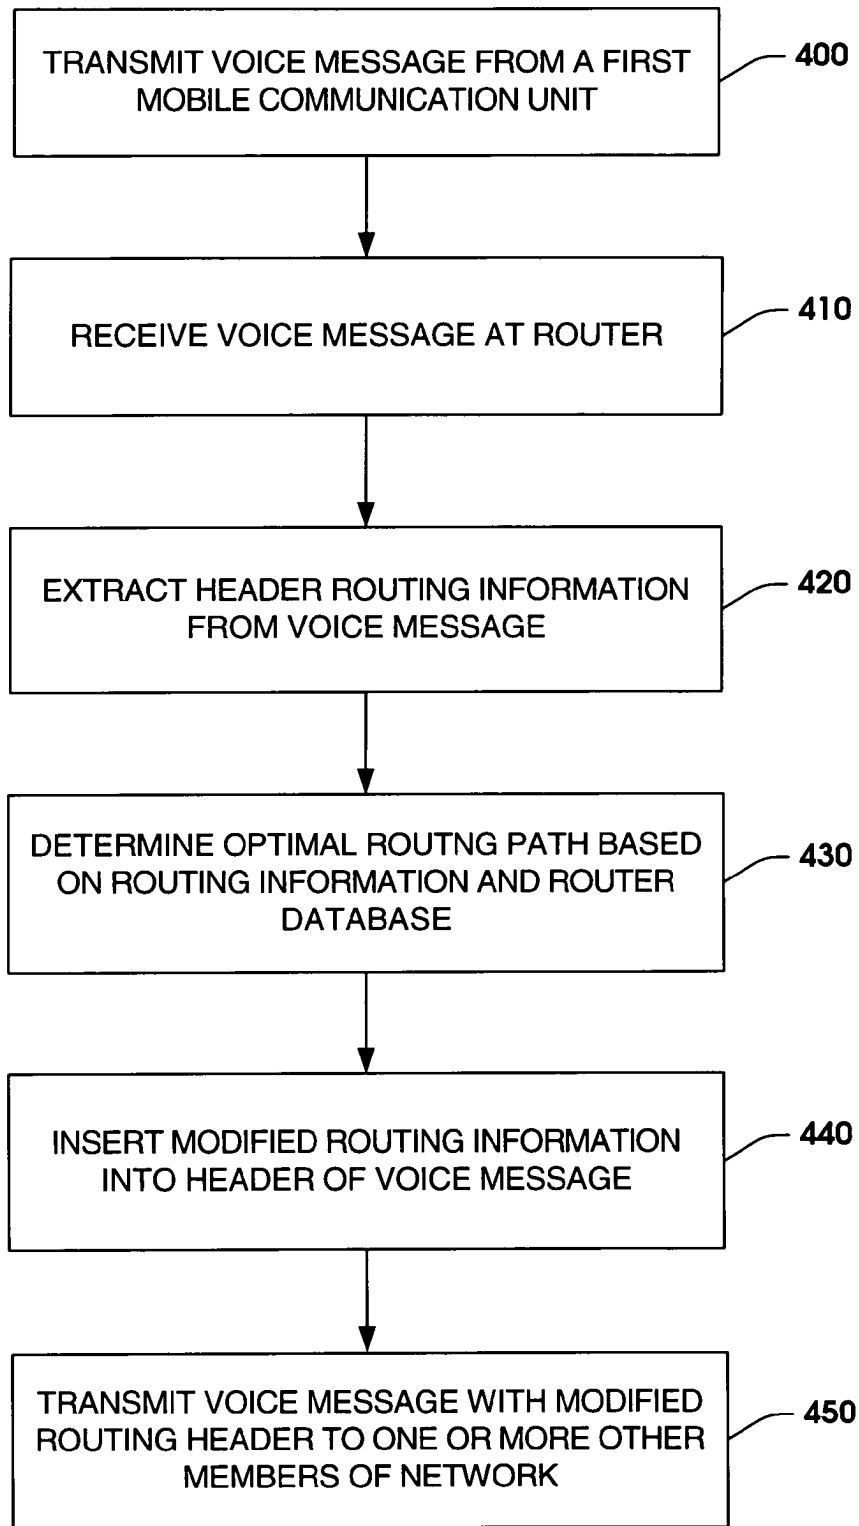 TRANSMIT VOICE MESSAGE FROM A FIRST
MOBILE COMMUNICATION UNIT
400
RECEIVE VOICE MESSAGE AT ROUTER
410
EXTRACT HEADER ROUTING INFORMATION
FROM VOICE MESSAGE
420
DETERMINE OPTIMAL ROUTNG PATH BASED
ON ROUTING INFORMATION AND ROUTER
DATABASE
430
INSERT MODIFIED ROUTING INFORMATION
INTO HEADER OF VOICE MESSAGE
440
TRANSMIT VOICE MESSAGE WITH MODIFIED
ROUTING HEADER TO ONE OR MORE OTHER
MEMBERS OF NETWORK
450